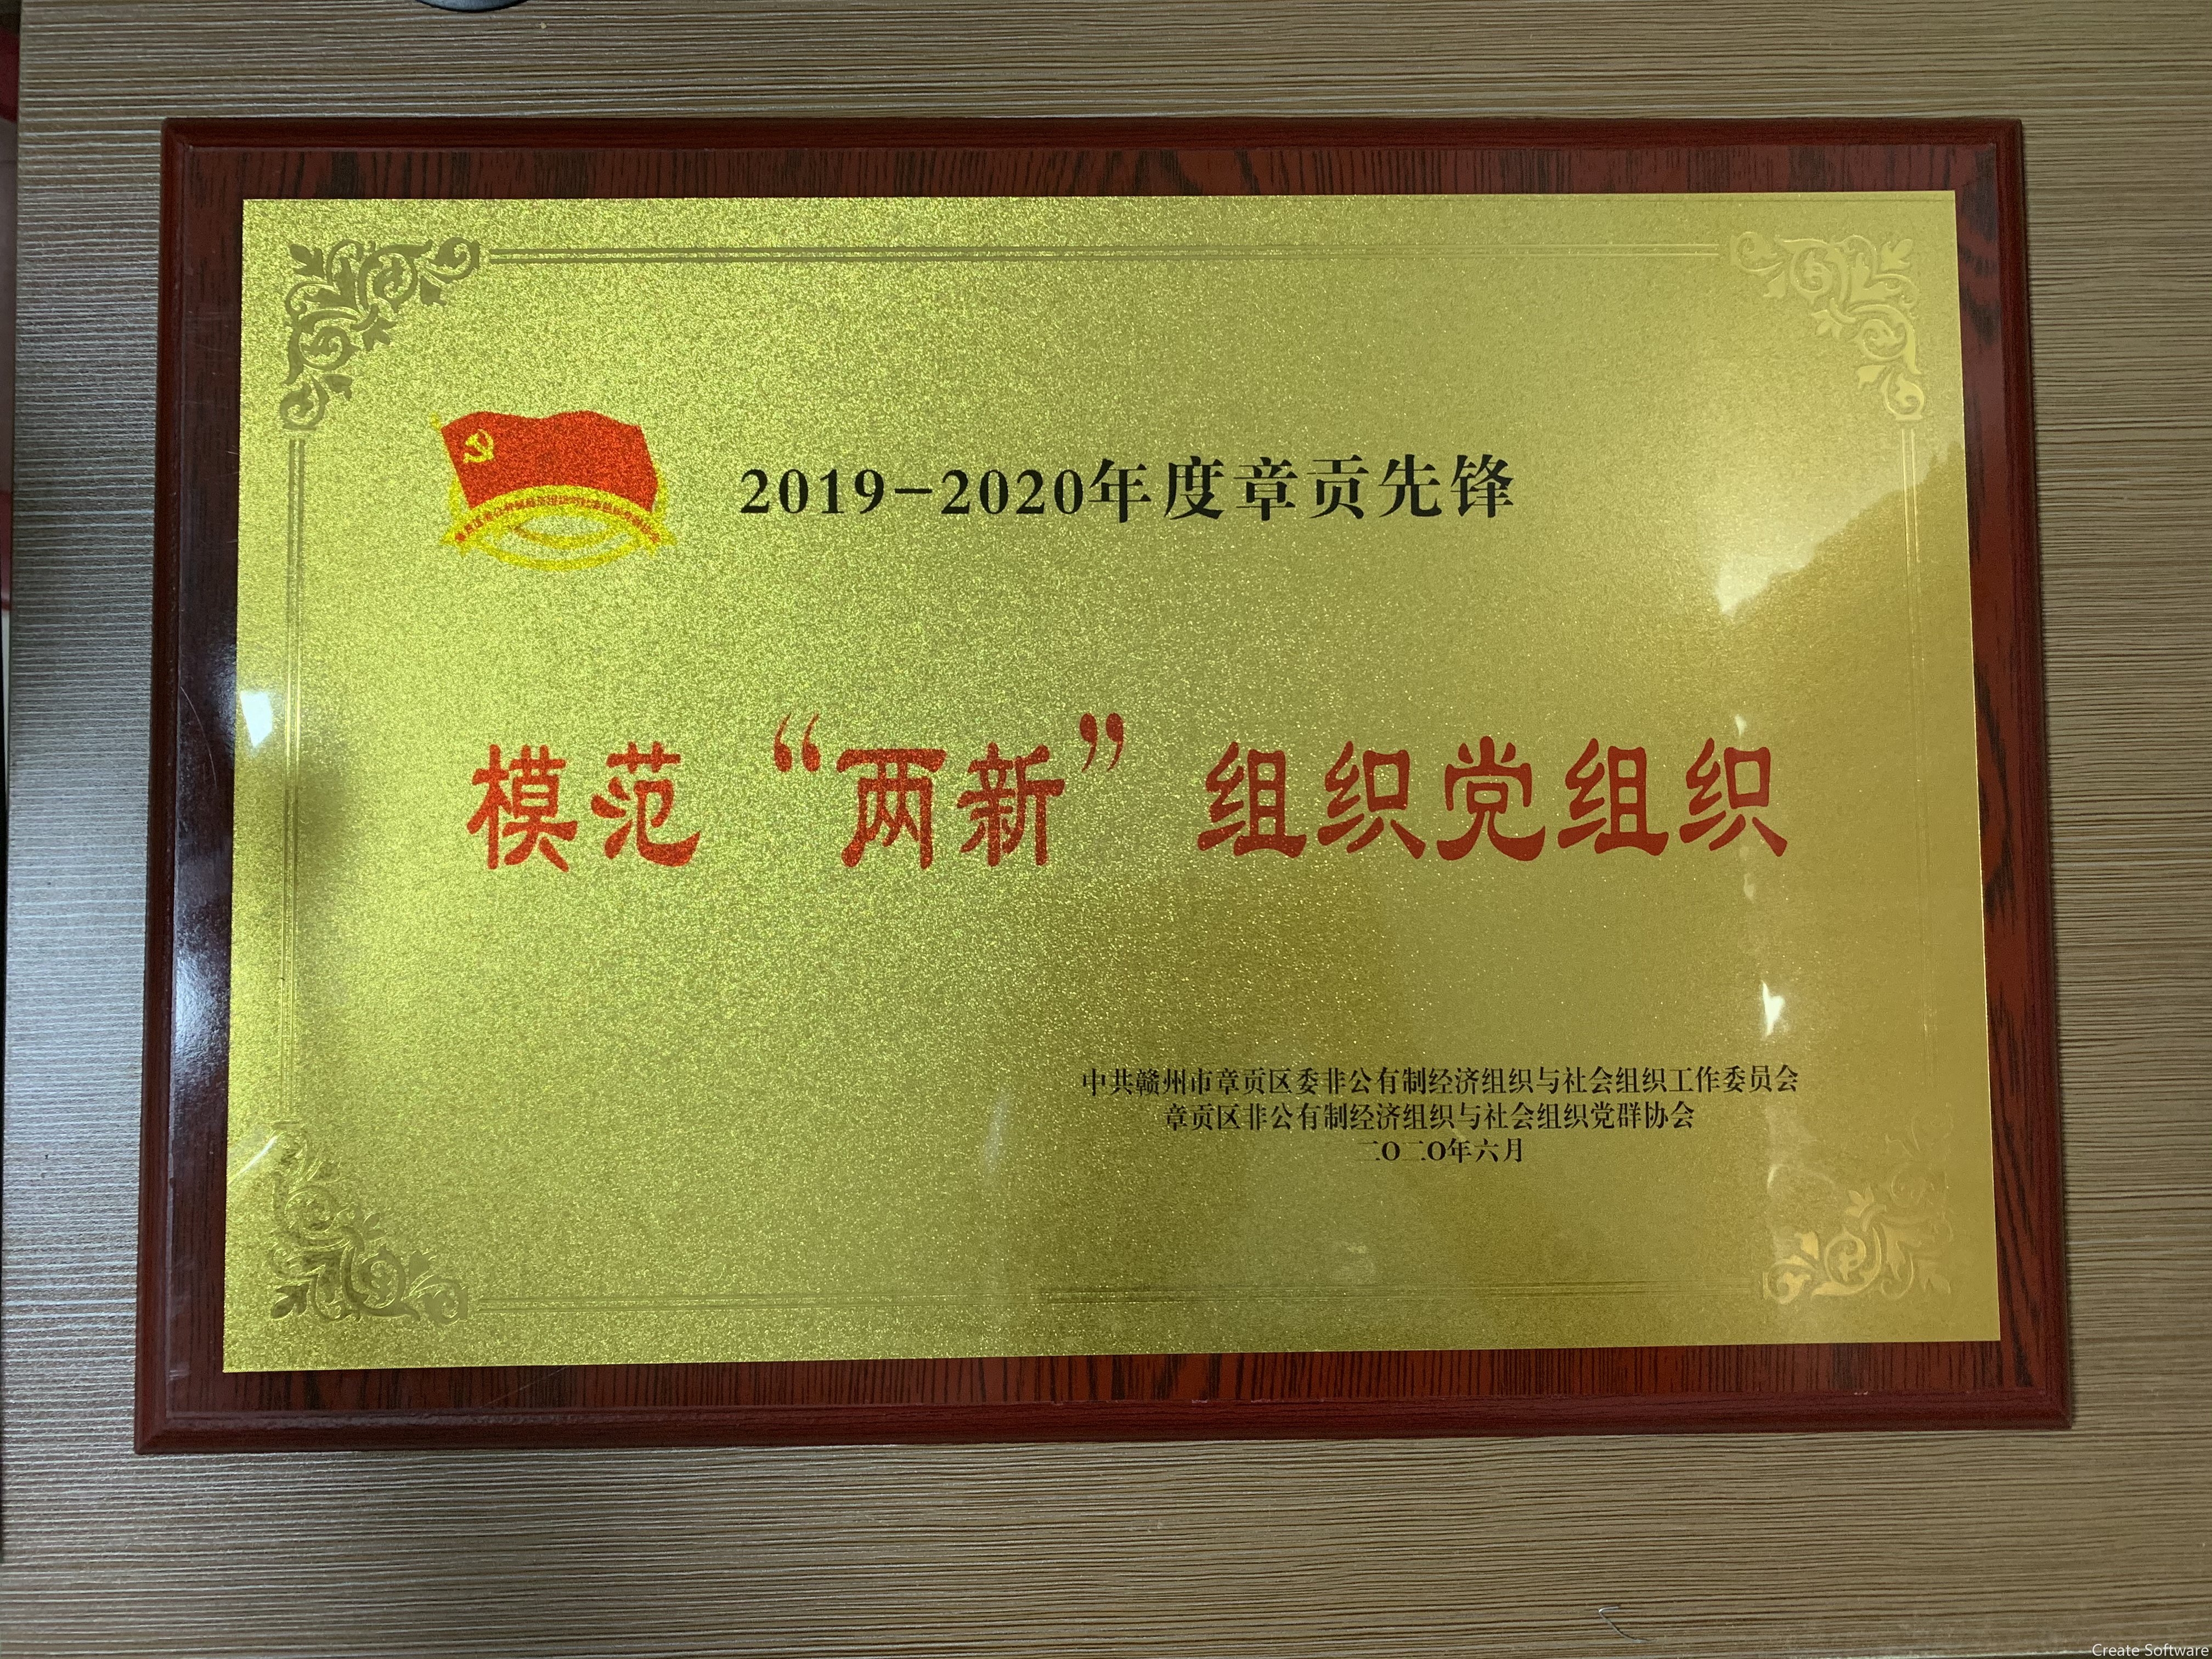 2019-2020年度章贡先锋
模范“两新”组织党组织
中共赣州市章贡区委非公有制经济组织与社会组织工作委员会
章贡区非公有制经济组织与社会组织党群协会
二〇二〇年六月
Create Software